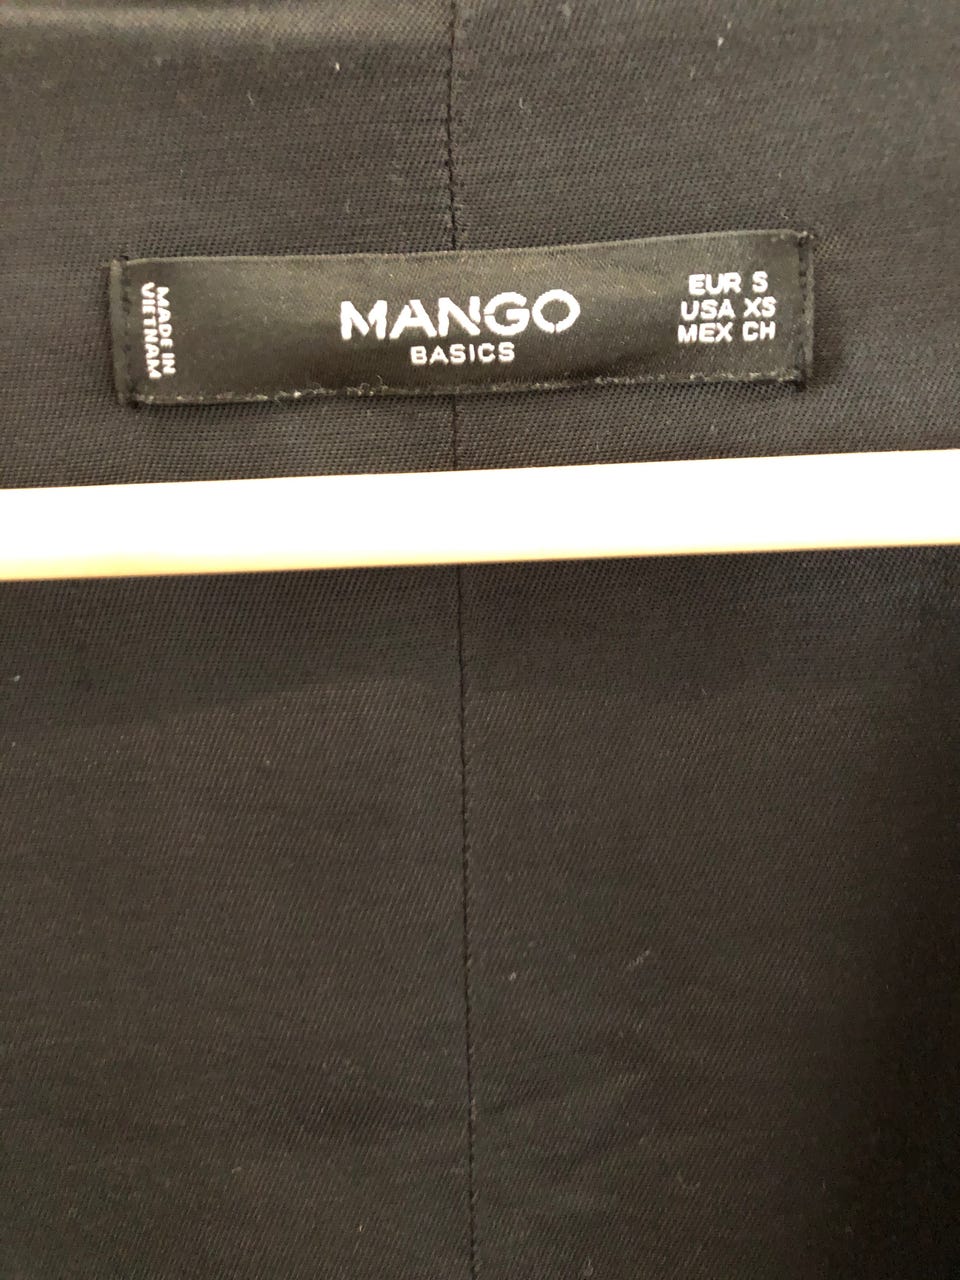 MADE IN
VIETNAM
MANGO
BASICS
EUR S
USA XS
MEX CH